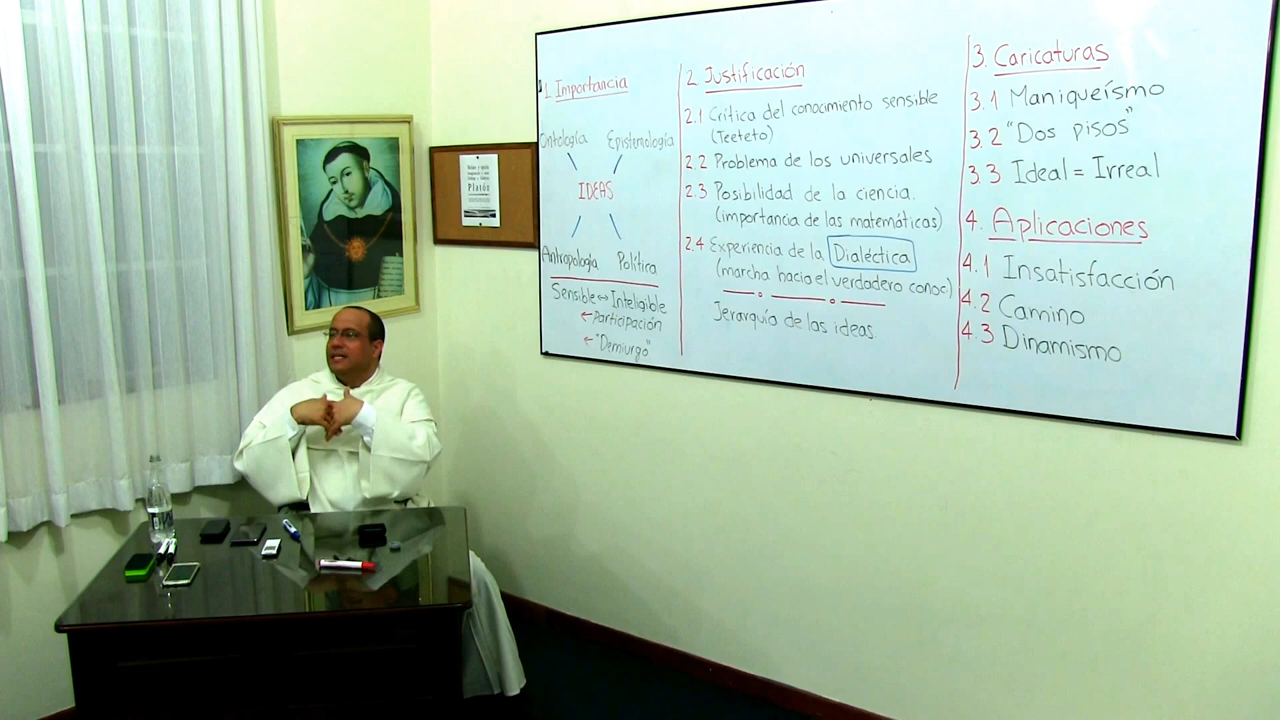 Platón
1. Importancia
Ontología Epistemología
IDEAS
Antropología Política
Sensible ↔ Inteligible
← Participación
← "Demiurgo"
2. Justificación
2.1 Crítica del conocimiento sensible
(Teeteto)
2.2 Problema de los universales
2.3 Posibilidad de la ciencia.
(importancia de las matemáticas)
2.4 Experiencia de la Dialéctica
(marcha hacia el verdadero conoc)
Jerarquía de las ideas.
3. Caricaturas
3.1 Maniqueísmo
3.2 "Dos pisos"
3.3 Ideal = Irreal
4. Aplicaciones
4.1 Insatisfacción
4.2 Camino
4.3 Dinamismo